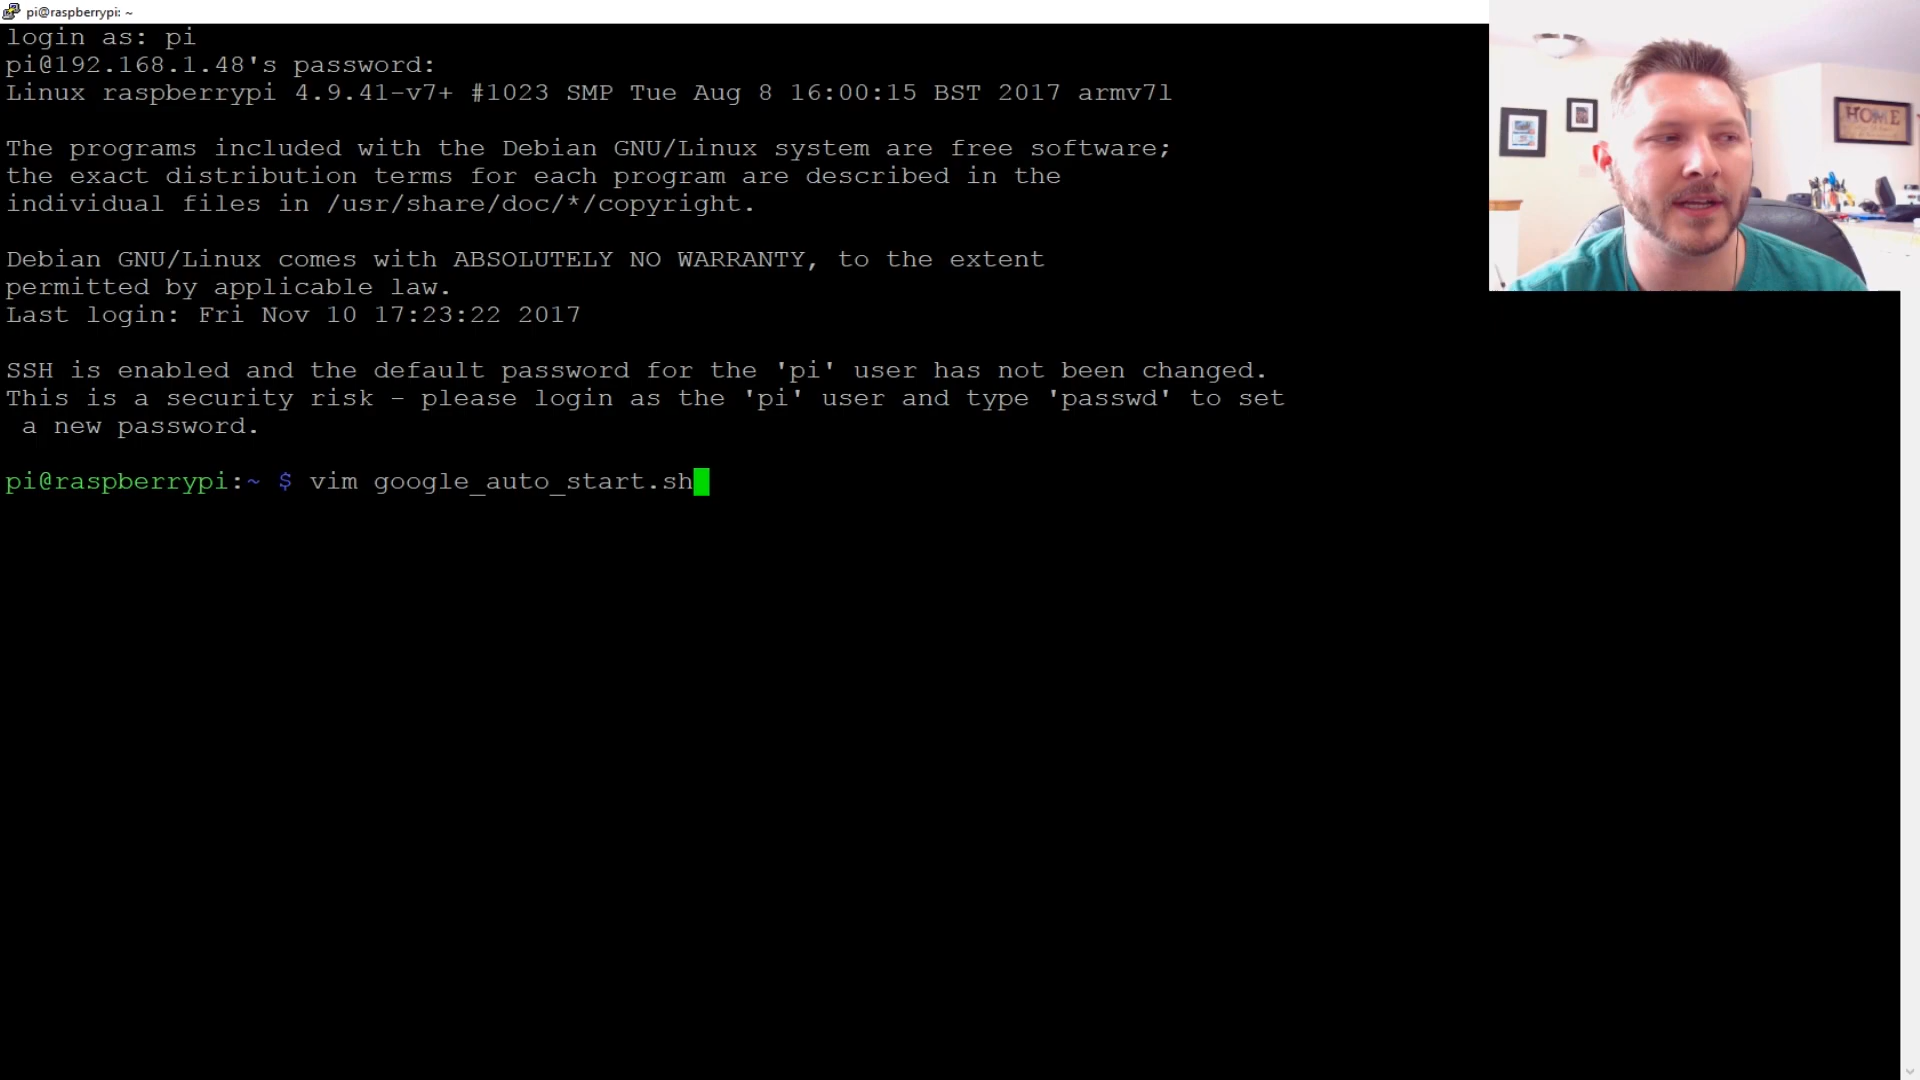 pi@raspberrypi: ~
login as: pi
pi@192.168.1.48's password:
Linux raspberrypi 4.9.41-v7+ #1023 SMP Tue Aug 8 16:00:15 BST 2017 armv7l
The programs included with the Debian GNU/Linux system are free software;
the exact distribution terms for each program are described in the
individual files in /usr/share/doc/*/copyright.
Debian GNU/Linux comes with ABSOLUTELY NO WARRANTY, to the extent
permitted by applicable law.
Last login: Fri Nov 10 17:23:22 2017
SSH is enabled and the default password for the 'pi' user has not been changed.
This is a security risk - please login as the 'pi' user and type 'passwd' to set
a new password.
pi@raspberrypi:~ $ vim google_auto_start.sh
HOME